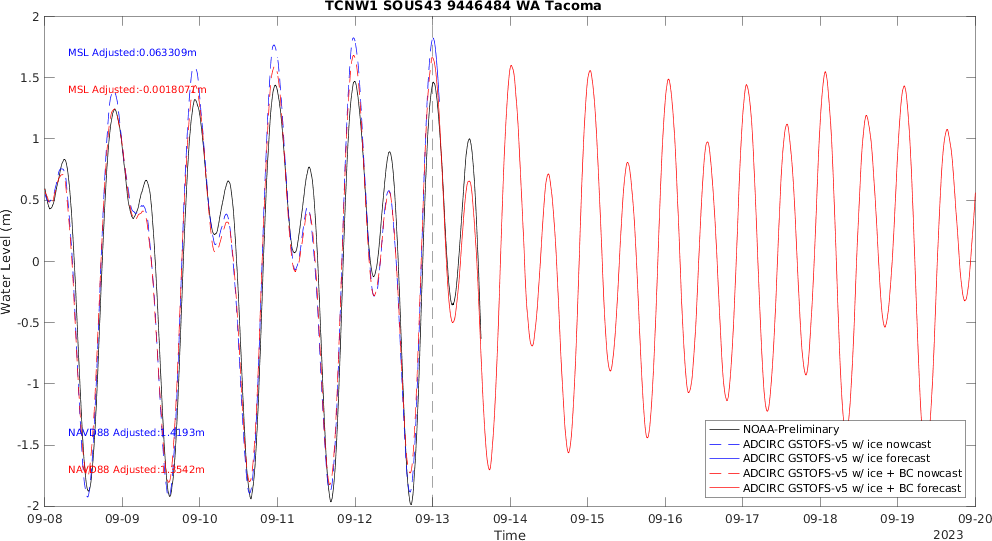 TCNW1 SOUS43 9446484 WA Tacoma
2
1.5
1
0.5
0
-0.5
-1
-1.5
-2
Water Level (m)
MSL Adjusted:0.063309m
MSL Adjusted:-0.0018071m
NAVD88 Adjusted:1.4193m
NAVD88 Adjusted:1.3542m
NOAA-Preliminary
ADCIRC GSTOFS-v5 w/ ice nowcast
ADCIRC GSTOFS-v5 w/ ice forecast
ADCIRC GSTOFS-v5 w/ ice + BC nowcast
ADCIRC GSTOFS-v5 w/ ice + BC forecast
09-08 09-09 09-10 09-11 09-12 09-13 09-14 09-15 09-16 09-17 09-18 09-19 09-20
Time
2023